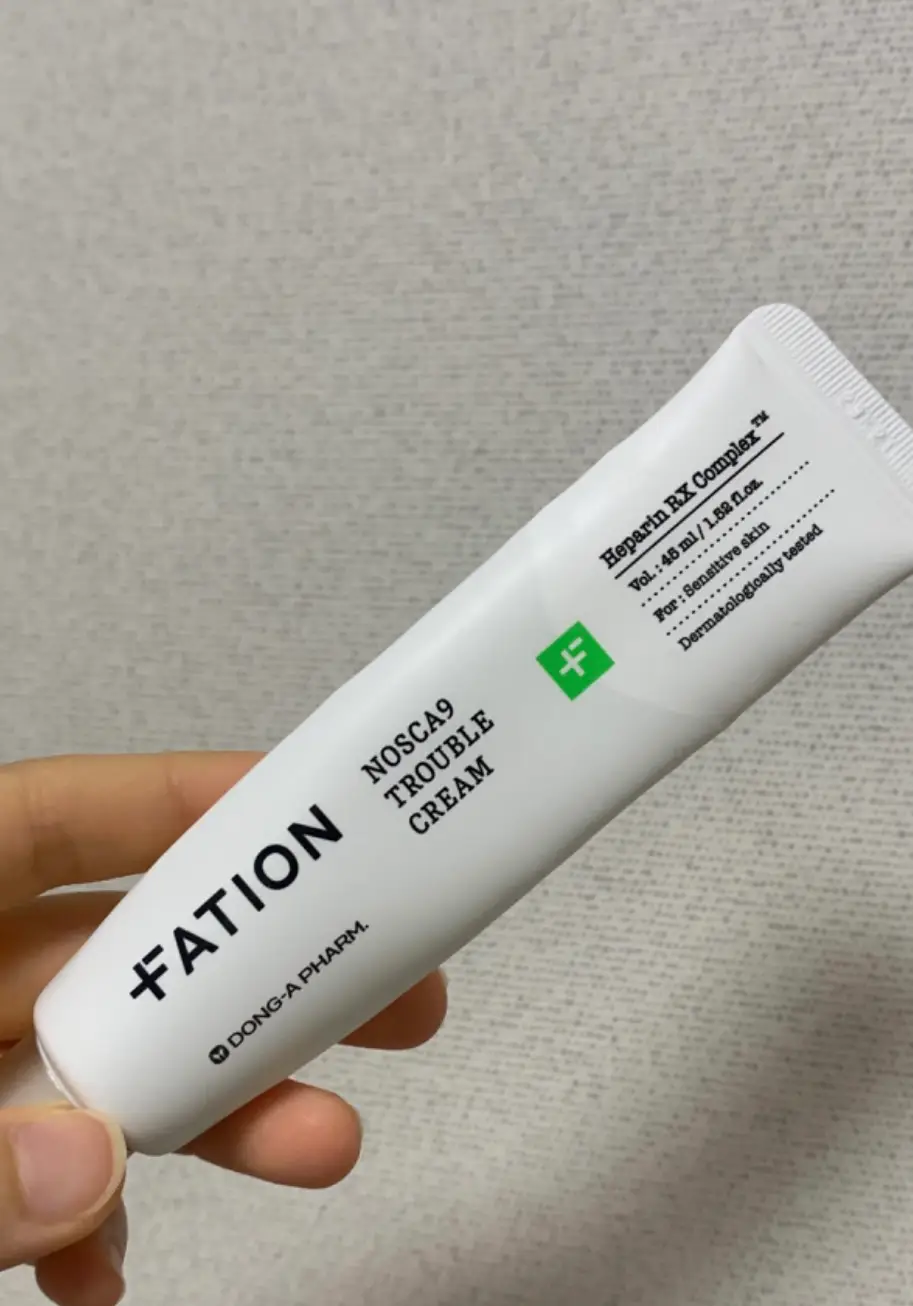 FATION
NOSCA9
TROUBLE
CREAM
DONG-A PHARM.
Heparin RX Complex™
Vol. : 45 ml / 1.52 fl.oz.
For : Sensitive skin
Dermatologically tested